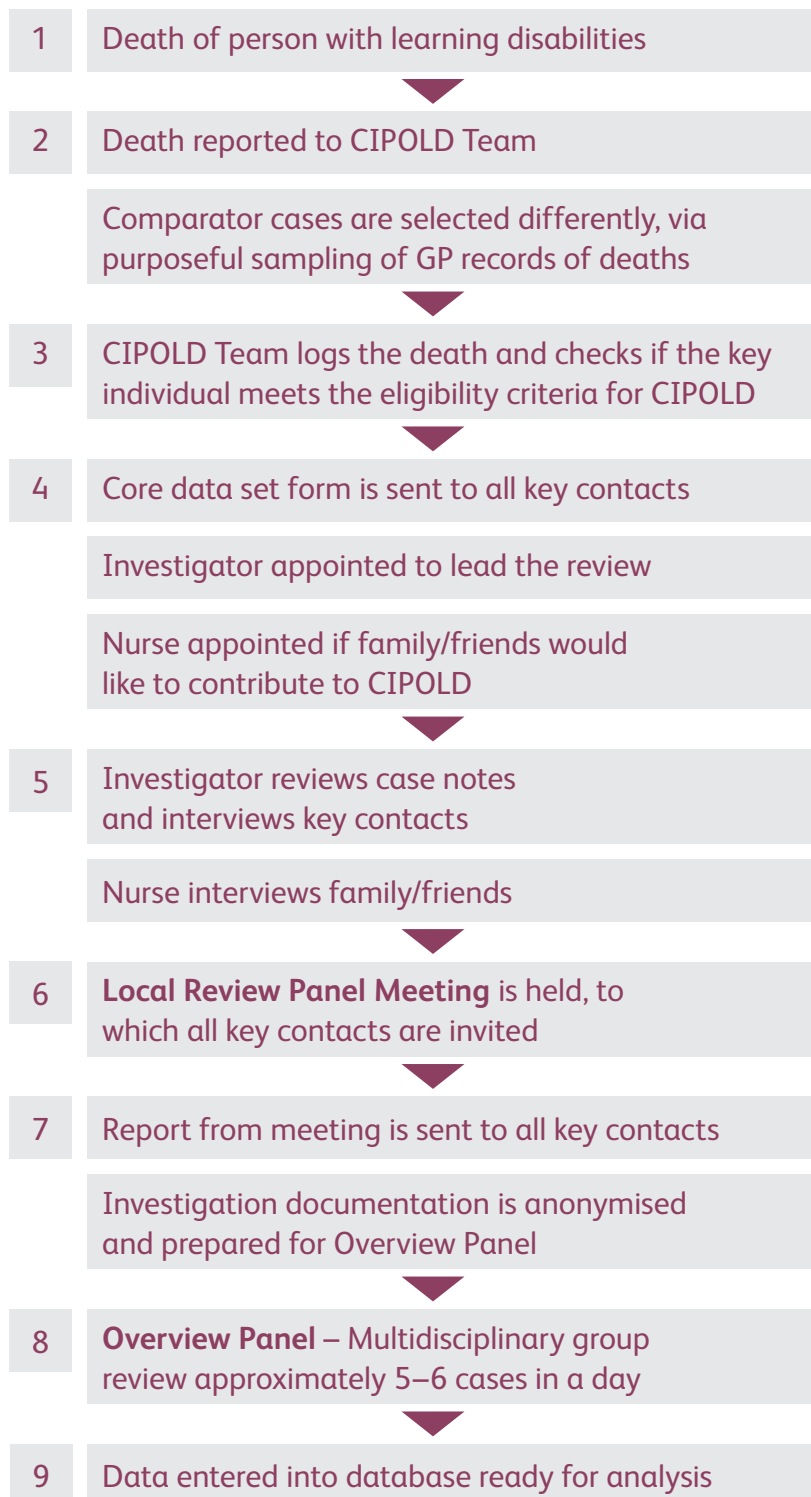 1 Death of person with learning disabilities
2 Death reported to CIPOLD Team
Comparator cases are selected differently, via
purposeful sampling of GP records of deaths
3 CIPOLD Team logs the death and checks if the key
individual meets the eligibility criteria for CIPOLD
4 Core data set form is sent to all key contacts
Investigator appointed to lead the review
Nurse appointed if family/friends would
like to contribute to CIPOLD
5 Investigator reviews case notes
and interviews key contacts
Nurse interviews family/friends
6 Local Review Panel Meeting is held, to
which all key contacts are invited
7 Report from meeting is sent to all key contacts
Investigation documentation is anonymised
and prepared for Overview Panel
8 Overview Panel – Multidisciplinary group
review approximately 5–6 cases in a day
9 Data entered into database ready for analysis